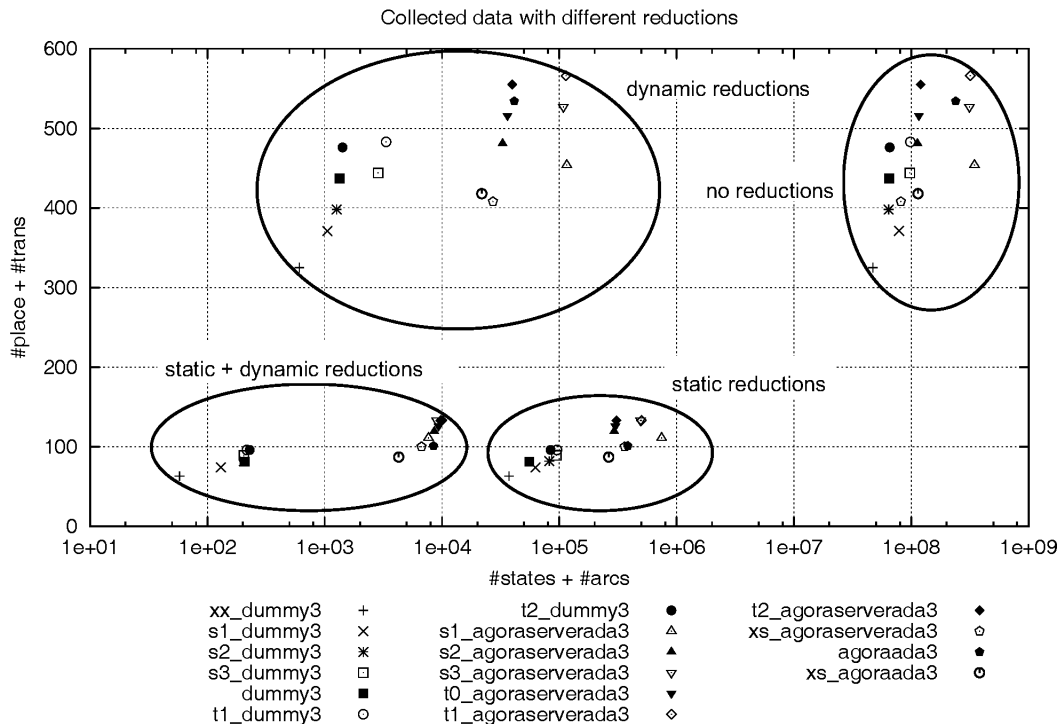 Collected data with different reductions
600
500
400
300
200
100
0
#place + #trans
dynamic reductions
no reductions
static + dynamic reductions
static reductions
1e+01 1e+02 1e+03 1e+04 1e+05 1e+06 1e+07 1e+08 1e+09
#states + #arcs
xx_dummy3
s1_dummy3
s2_dummy3
s3_dummy3
dummy3
t1_dummy3
t2_dummy3
s1_agoraserverada3
s2_agoraserverada3
s3_agoraserverada3
t0_agoraserverada3
t1_agoraserverada3
t2_agoraserverada3
xs_agoraserverada3
agoraada3
xs_agoraada3